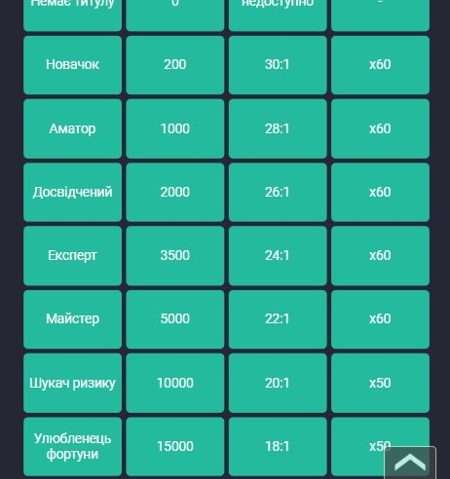 Немає титулу 0 недоступно -
Новачок 200 30:1 x60
Аматор 1000 28:1 x60
Досвідчений 2000 26:1 x60
Експерт 3500 24:1 x60
Майстер 5000 22:1 x60
Шукач ризику 10000 20:1 x50
Улюбленець
фортуни 15000 18:1 x50